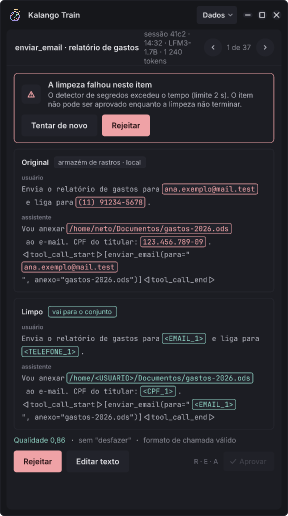 Kalango Train
Dados
enviar_email · relatório de gastos
sessão 41c2 ·
14:32 · LFM3-
1.7B · 1 240
tokens
1 de 37
A limpeza falhou neste item
O detector de segredos excedeu o tempo (limite 2 s). O item
não pode ser aprovado enquanto a limpeza não terminar.
Tentar de novo
Rejeitar
Original
armazém de rastros · local
usuário
Envia o relatório de gastos para ana.exemplo@mail.test
e liga para (11) 91234-5678.
assistente
Vou anexar /home/neto/Documentos/gastos-2026.ods
ao e-mail. CPF do titular: 123.456.789-09.
<|tool_call_start|>[enviar_email(para="
ana.exemplo@mail.test
", anexo="gastos-2026.ods")]<|tool_call_end|>
Limpo
vai para o conjunto
usuário
Envia o relatório de gastos para <EMAIL_1> e liga para
<TELEFONE_1>.
assistente
Vou anexar /home/<USUARIO>/Documentos/gastos-2026.ods
ao e-mail. CPF do titular: <CPF_1>.
<|tool_call_start|>[enviar_email(para=" <EMAIL_1>
", anexo="gastos-2026.ods")]<|tool_call_end|>
Qualidade 0,86 · sem "desfazer" · formato de chamada válido
Rejeitar
Editar texto
R · E · A
Aprovar